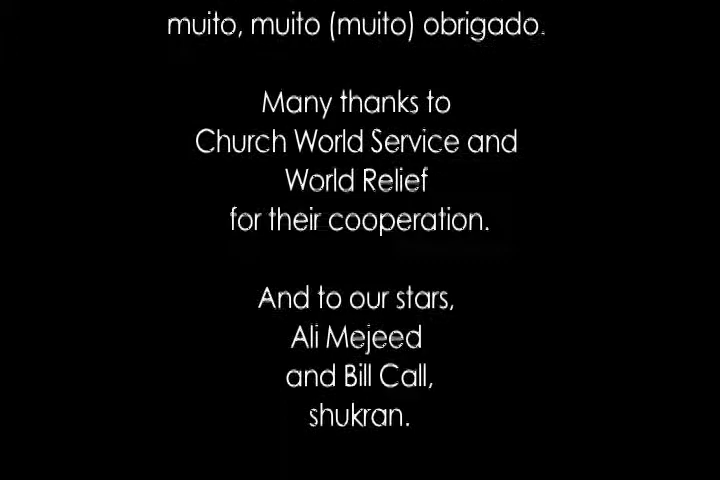 muito, muito (muito) obrigado.
Many thanks to
Church World Service and
World Relief
for their cooperation.
And to our stars,
Ali Mejeed
and Bill Call,
shukran.